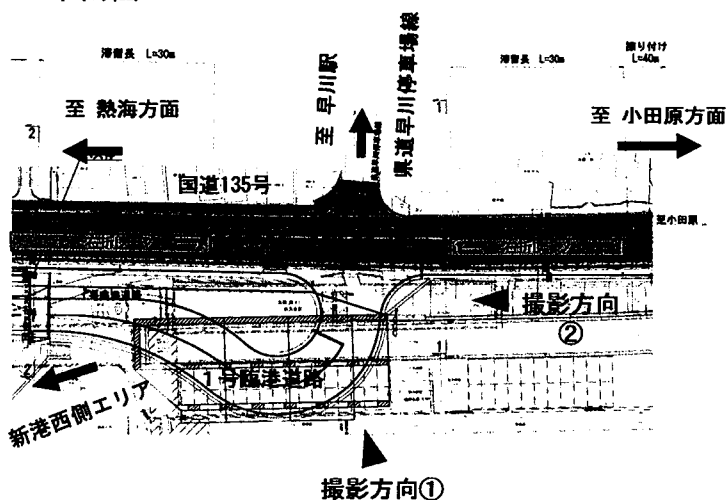 滞留長 L=30m
滞留長 L=30m
擦り付け
L=40m
至 熱海方面
至 早川駅
県道早川停車場線
至 小田原方面
国道135号
至小田原
撮影方向
②
1号臨港道路
新港西側エリア
撮影方向①